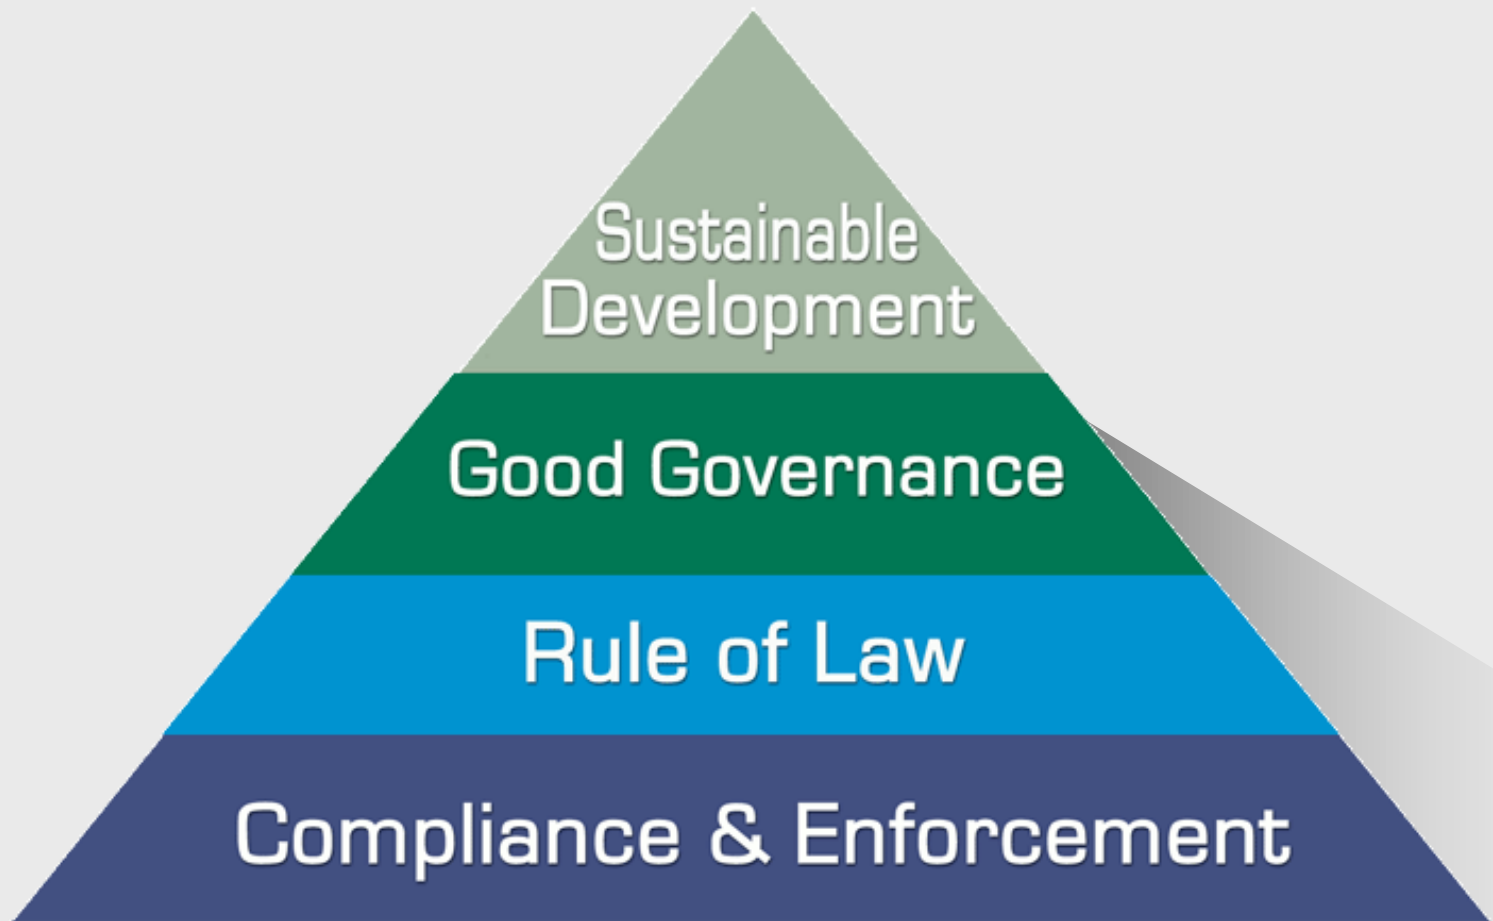 Sustainable
Development
Good Governance
Rule of Law
Compliance & Enforcement